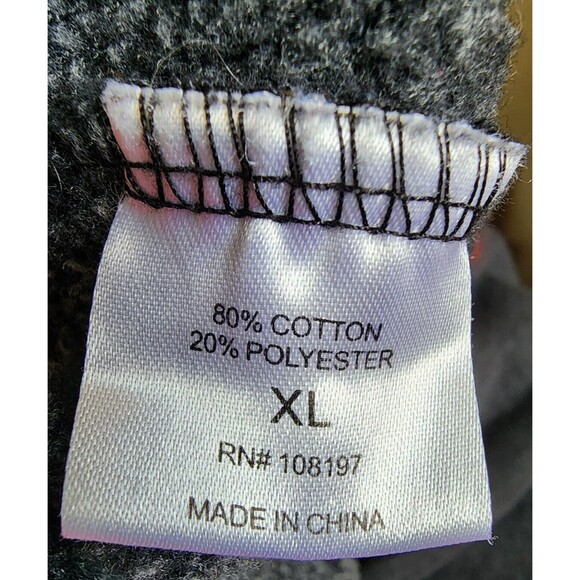 80% COTTON
20% POLYESTER
XL
RN# 108197
MADE IN CHINA